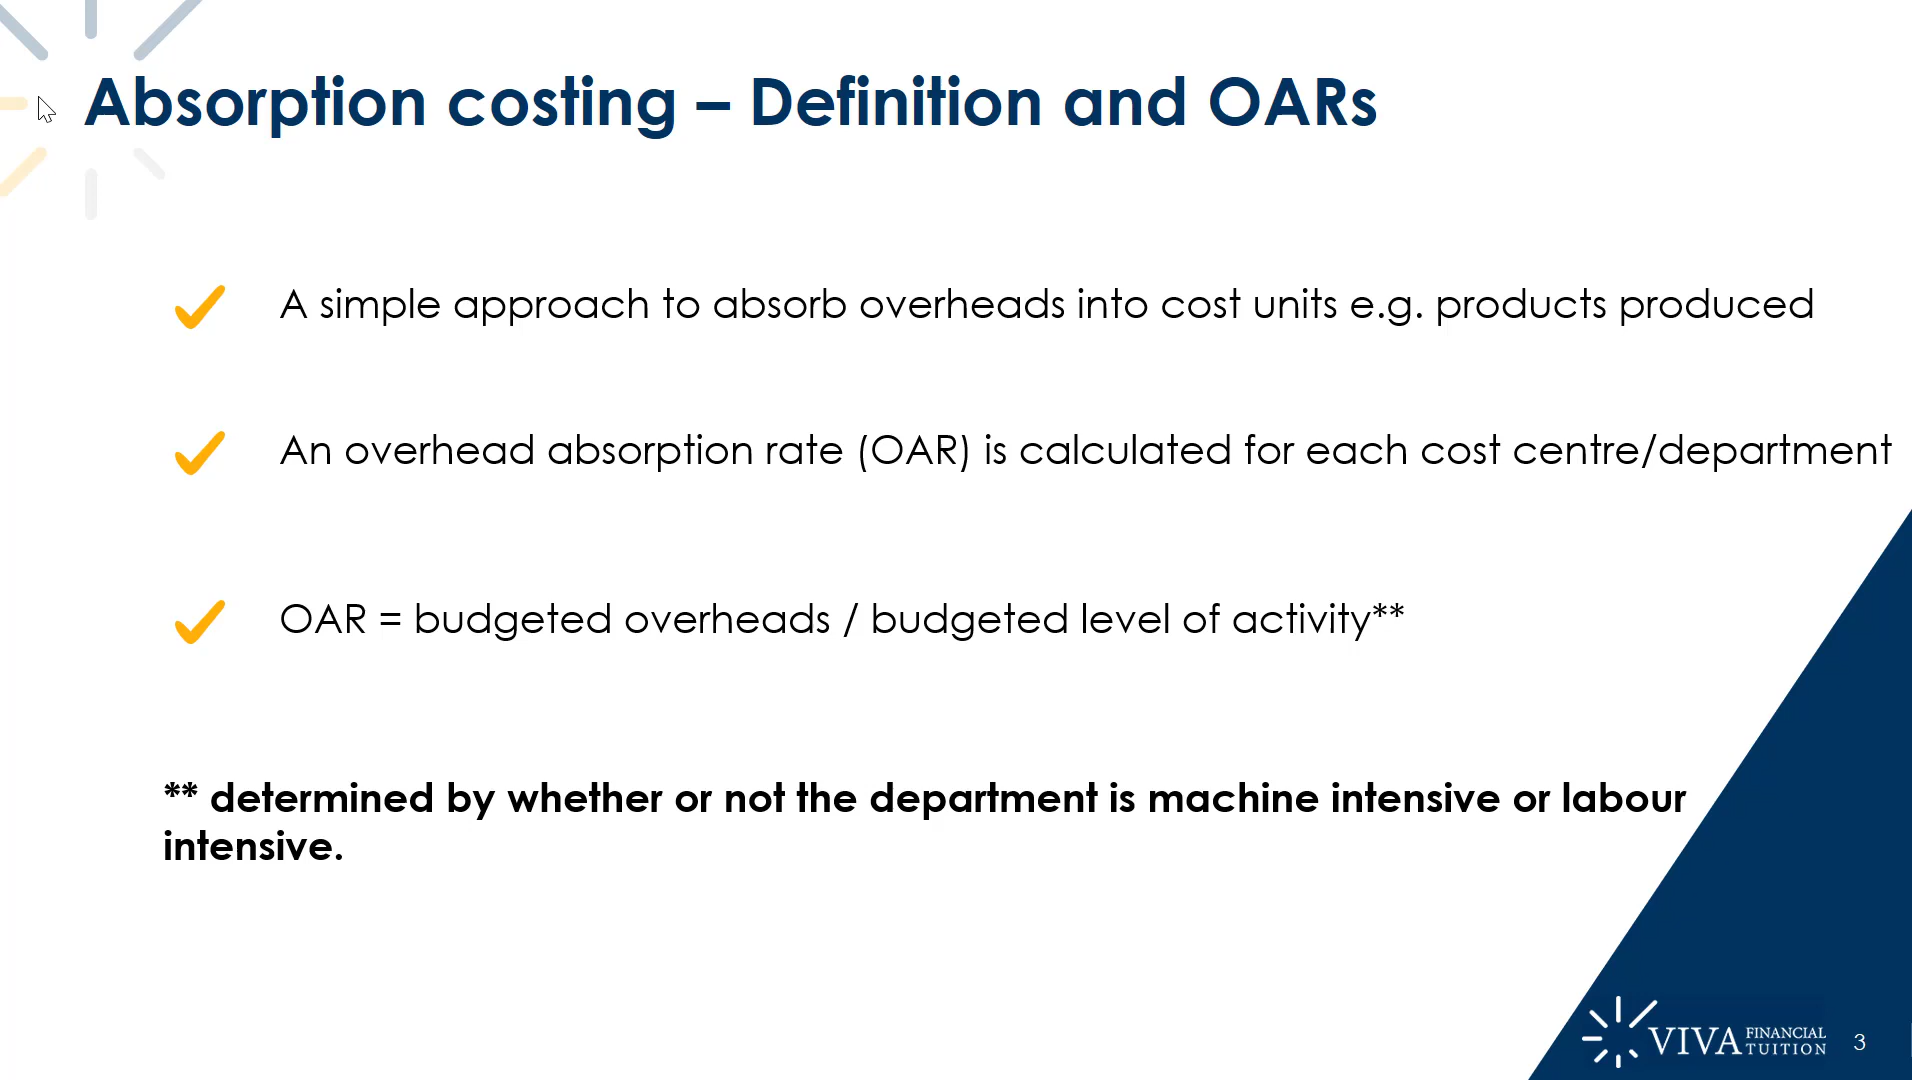 Absorption costing – Definition and OARs
A simple approach to absorb overheads into cost units e.g. products produced
An overhead absorption rate (OAR) is calculated for each cost centre/department
OAR = budgeted overheads / budgeted level of activity**
** determined by whether or not the department is machine intensive or labour
intensive.
VIVA FINANCIAL
TUITION
3